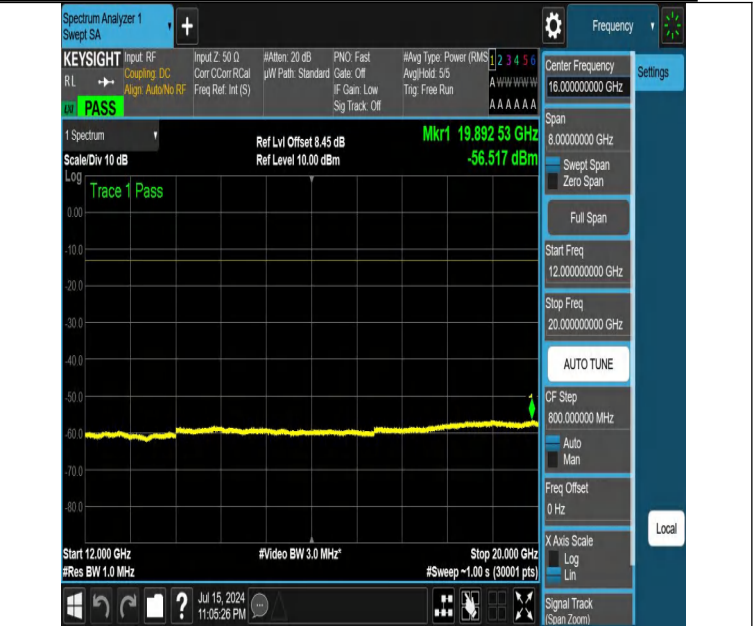 Spectrum Analyzer 1
Swept SA
+
Frequency
KEYSIGHT
RL
PASS
Input: RF
Coupling: DC
Align: Auto/No RF
Input Z: 50 Ω
Corr CCorr RCal
Freq Ref: Int (S)
#Atten: 20 dB
µW Path: Standard
PNO: Fast
Gate: Off
IF Gain: Low
Sig Track: Off
#Avg Type: Power (RMS
Avg|Hold: 5/5
Trig: Free Run
1 2 3 4 5 6
A W W W W W
A A A A A A
1 Spectrum
Scale/Div 10 dB
Ref Lvl Offset 8.45 dB
Ref Level 10.00 dBm
Mkr1 19.892 53 GHz
-56.517 dBm
Log
Trace 1 Pass
0.00
-10.0
-20.0
-30.0
-40.0
-50.0
-60.0
-70.0
-80.0
1
Start 12.000 GHz
#Res BW 1.0 MHz
#Video BW 3.0 MHz*
Stop 20.000 GHz
#Sweep ~1.00 s (30001 pts)
Center Frequency
16.000000000 GHz
Settings
Span
8.00000000 GHz
Swept Span
Zero Span
Full Span
Start Freq
12.000000000 GHz
Stop Freq
20.000000000 GHz
AUTO TUNE
CF Step
800.000000 MHz
Auto
Man
Freq Offset
0 Hz
X Axis Scale
Log
Lin
Local
Signal Track
(Span Zoom)
?
Jul 15, 2024
11:05:26 PM